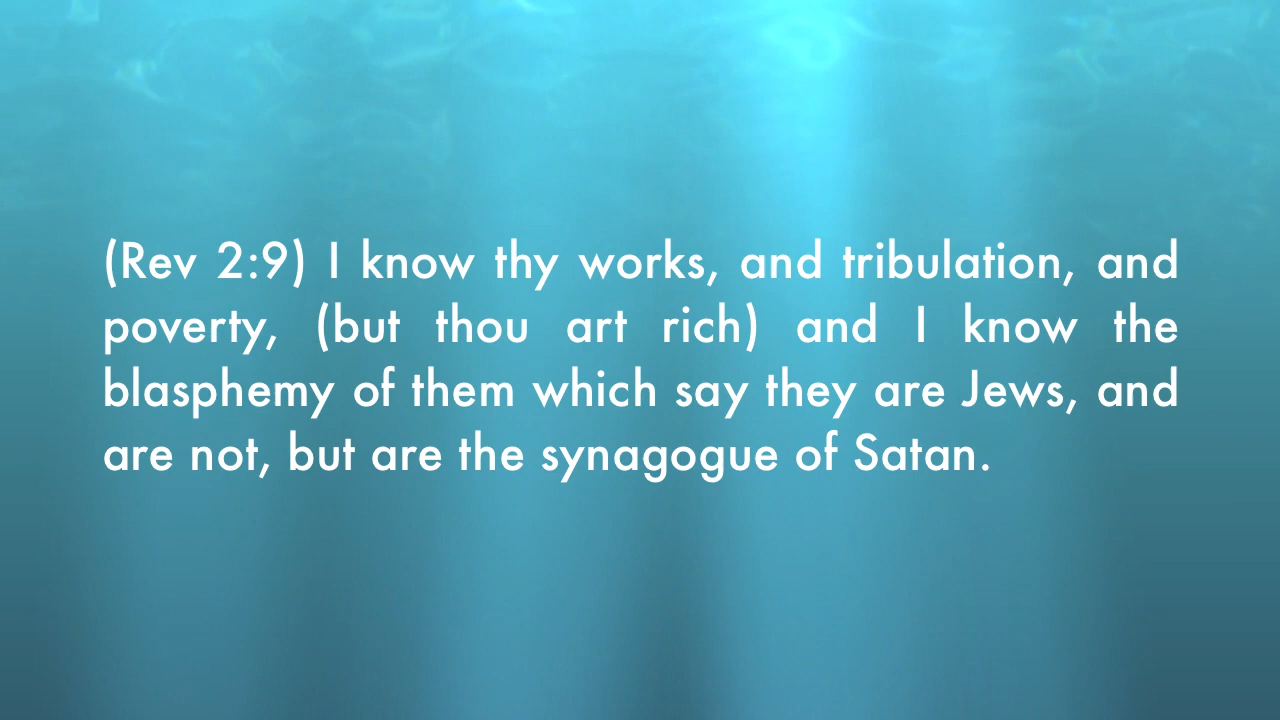 (Rev 2:9) I know thy works, and tribulation, and
poverty, (but thou art rich) and I know the
blasphemy of them which say they are Jews, and
are not, but are the synagogue of Satan.